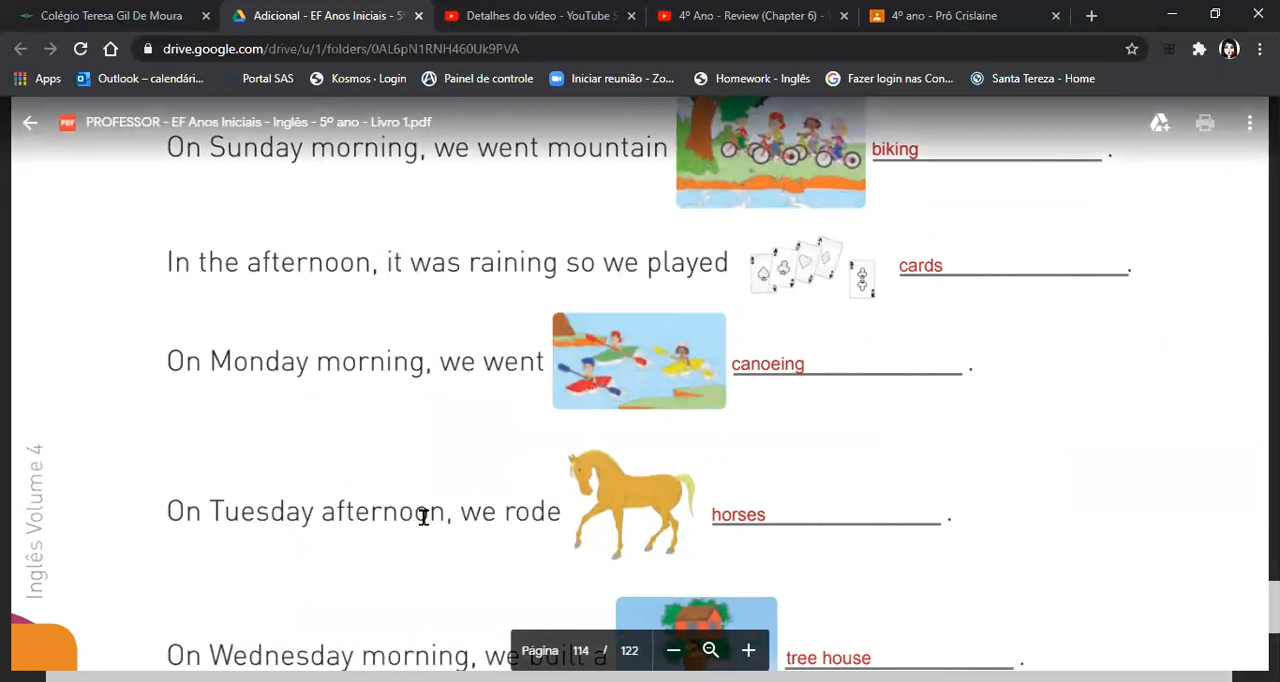 Colégio Teresa Gil De Moura
Adicional - EF Anos Iniciais - 5º
Detalhes do vídeo - YouTube S
4º Ano - Review (Chapter 6) -
4º ano - Prô Crislaine
drive.google.com/drive/u/1/folders/0AL6pN1RNH460Uk9PVA
Apps Outlook – calendári... Portal SAS Kosmos · Login Painel de controle Iniciar reunião - Zo... Homework - Inglês Fazer login nas Con... Santa Tereza - Home
PROFESSOR - EF Anos Iniciais - Inglês - 5º ano - Livro 1.pdf
On Sunday morning, we went mountain biking .
In the afternoon, it was raining so we played cards .
On Monday morning, we went canoeing .
On Tuesday afternoon, we rode horses .
On Wednesday morning, we built a tree house .
Inglês Volume 4
Página 114 / 122